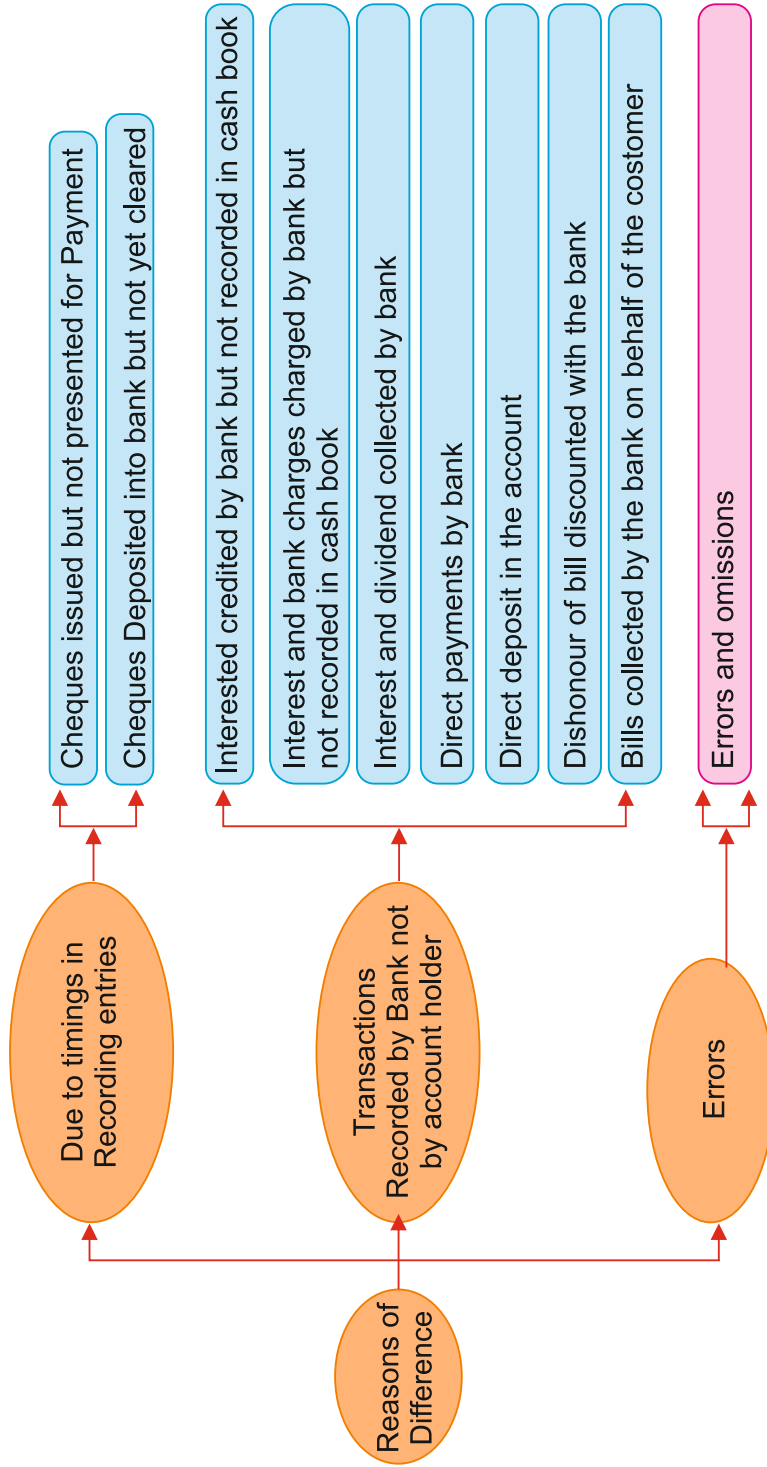 Reasons of
Difference
Due to timings in
Recording entries
Cheques issued but not presented for Payment
Cheques Deposited into bank but not yet cleared
Transactions
Recorded by Bank not
by account holder
Interested credited by bank but not recorded in cash book
Interest and bank charges charged by bank but
not recorded in cash book
Interest and dividend collected by bank
Direct payments by bank
Direct deposit in the account
Dishonour of bill discounted with the bank
Bills collected by the bank on behalf of the costomer
Errors
Errors and omissions